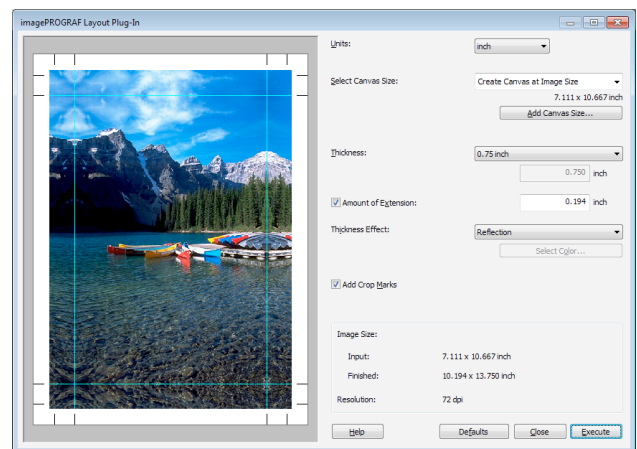 imagePROGRAF Layout Plug-In
Units:
inch
Select Canvas Size:
Create Canvas at Image Size
7.111 x 10.667 inch
Add Canvas Size...
Thickness:
0.75 inch
0.750 inch
Amount of Extension:
0.194 inch
Thickness Effect:
Reflection
Select Color...
Add Crop Marks
Image Size:
Input: 7.111 x 10.667 inch
Finished: 10.194 x 13.750 inch
Resolution: 72 dpi
Help Defaults Close Execute